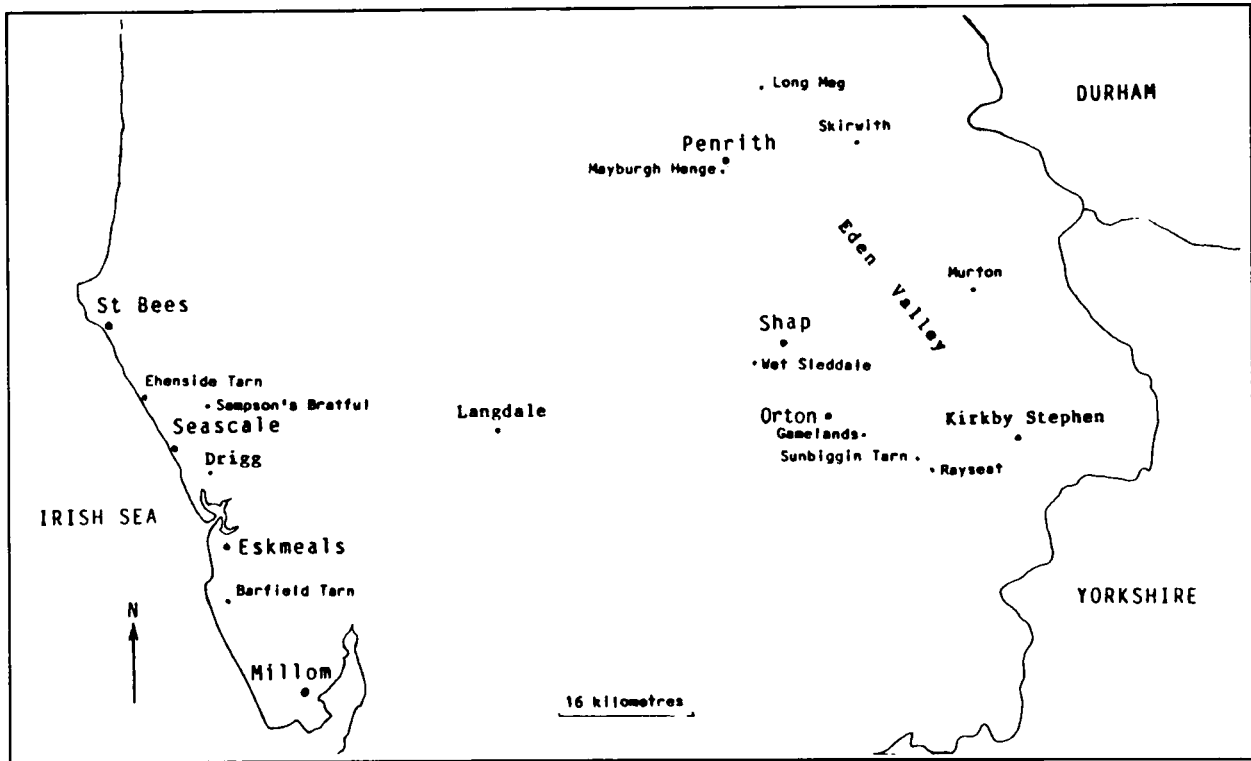 Long Meg
DURHAM
Skirwith
Penrith
Mayburgh Henge
Eden Valley
Murton
St Bees
Shap
Wet Sleddale
Ehenside Tarn
Sampson's Bratful
Langdale
Orton
Kirkby Stephen
Seascale
Gamelands
Drigg
Sunbiggin Tarn
Rayseat
IRISH SEA
Eskmeals
Barfield Tarn
YORKSHIRE
N
Millom
16 kilometres